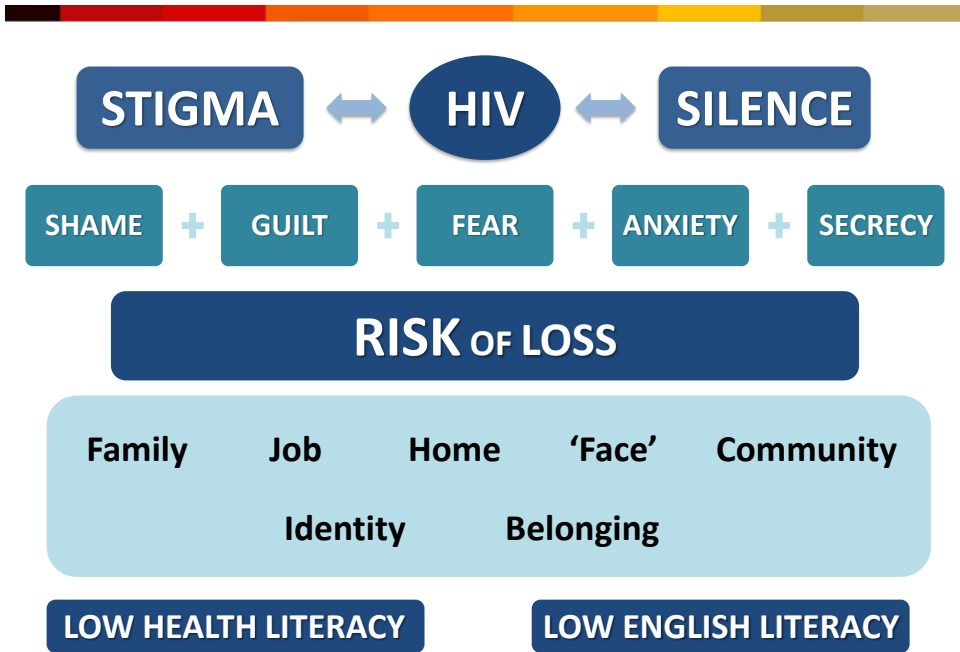 STIGMA HIV SILENCE
SHAME + GUILT + FEAR + ANXIETY + SECRECY
RISK OF LOSS
Family Job Home ‘Face’ Community
Identity Belonging
LOW HEALTH LITERACY LOW ENGLISH LITERACY